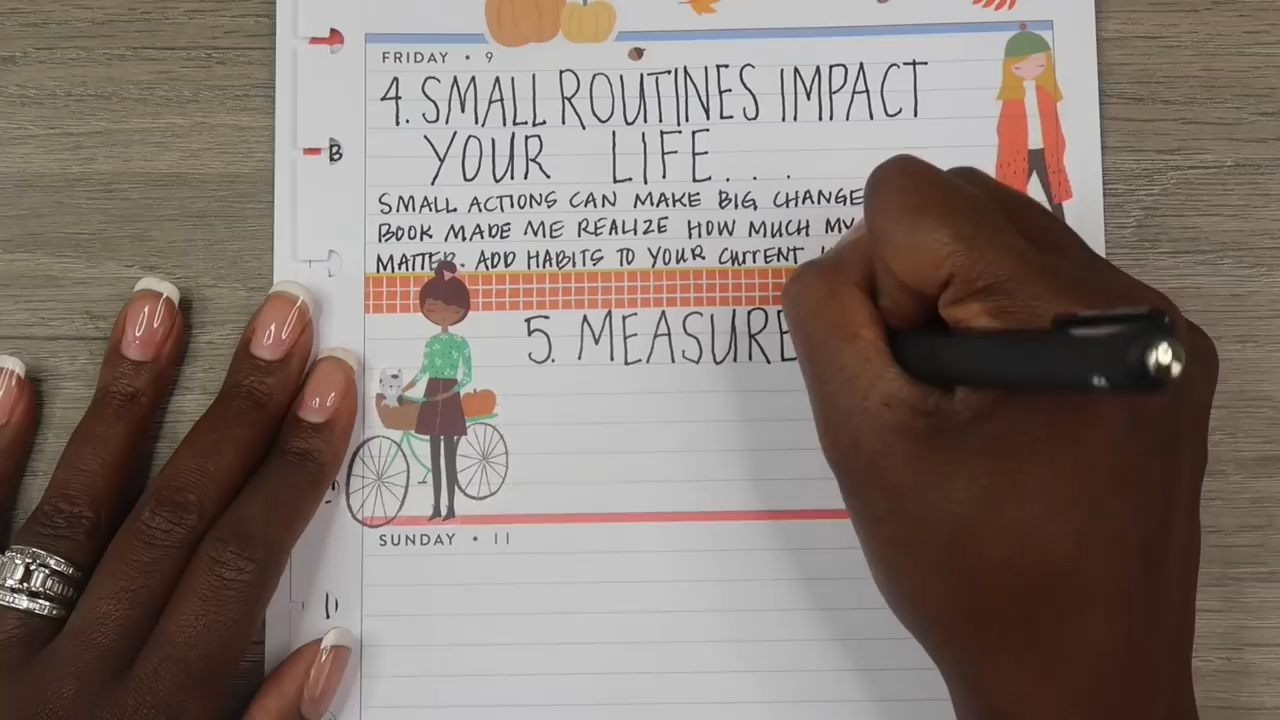 FRIDAY • 9
4. SMALL ROUTINES IMPACT
YOUR LIFE...
SMALL ACTIONS CAN MAKE BIG CHANGE
BOOK MADE ME REALIZE HOW MUCH MY
MATTER. ADD HABITS TO YOUR CURRENT
5. MEASURE
SUNDAY • 11